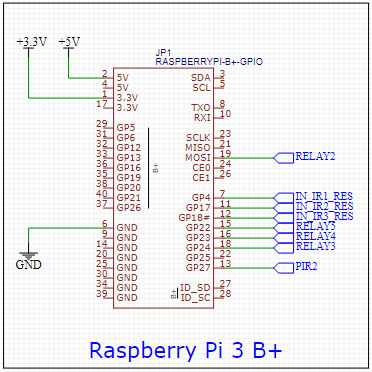 +3.3V +5V
JP1
RASPBERRYPI-B+-GPIO
2 5V SDA 3
4 5V SCL 5
1 3.3V
17 3.3V TXO 8
RXI 10
29 GP5
31 GP6 SCLK 23
32 GP12 MISO 21
33 GP13 MOSI 19 RELAY2
36 GP16 B+ CE0 24
35 GP19 CE1 26
38 GP20
40 GP21 GP4 7 IN_IR1_RES
37 GP26 GP17 11 IN_IR2_RES
GP18# 12 IN_IR3_RES
6 GND GP22 15 RELAY5
9 GND GP23 16 RELAY4
14 GND GP24 18 RELAY3
20 GND GP25 22
25 GND GP27 13 PIR2
30 GND
34 GND B+ ID_SD 27
39 GND ID_SC 28
GND
Raspberry Pi 3 B+